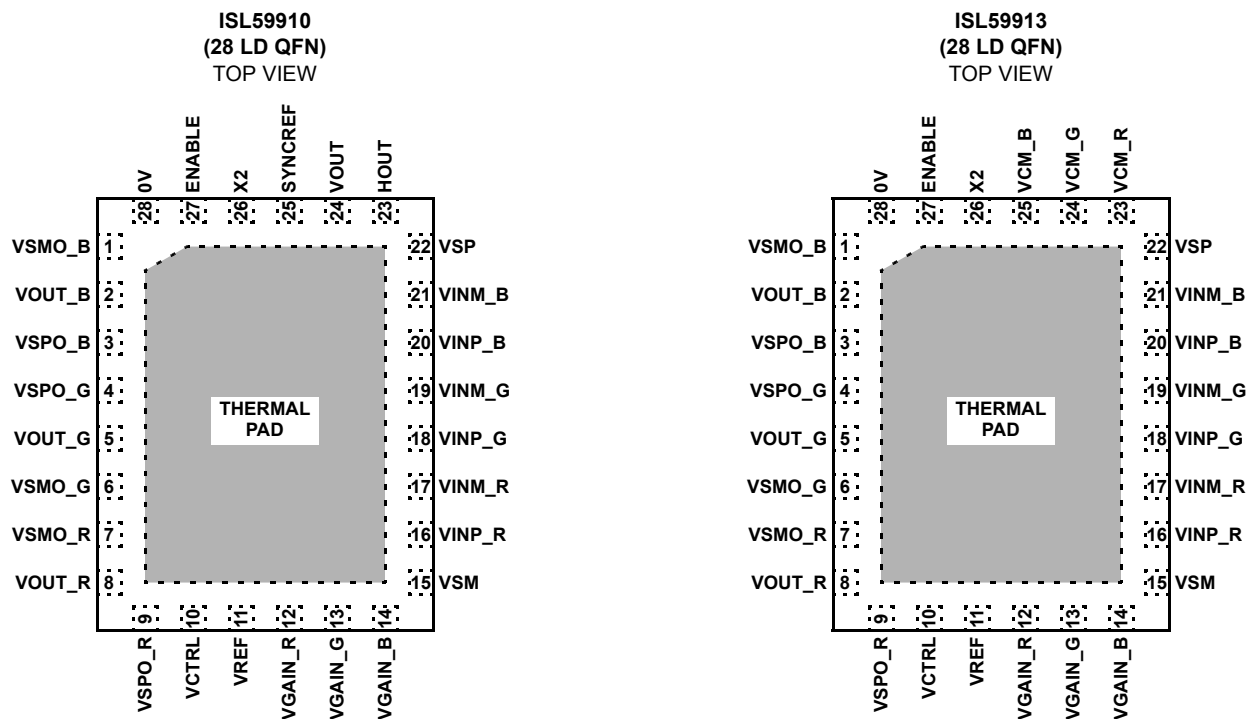 ISL59910
(28 LD QFN)
TOP VIEW
28 0V
27 ENABLE
26 X2
25 SYNCREF
24 VOUT
23 HOUT
VSMO_B 1
VOUT_B 2
VSPO_B 3
VSPO_G 4
VOUT_G 5
VSMO_G 6
VSMO_R 7
VOUT_R 8
THERMAL
PAD
22 VSP
21 VINM_B
20 VINP_B
19 VINM_G
18 VINP_G
17 VINM_R
16 VINP_R
15 VSM
VSPO_R 9
VCTRL 10
VREF 11
VGAIN_R 12
VGAIN_G 13
VGAIN_B 14
ISL59913
(28 LD QFN)
TOP VIEW
28 0V
27 ENABLE
26 X2
25 VCM_B
24 VCM_G
23 VCM_R
VSMO_B 1
VOUT_B 2
VSPO_B 3
VSPO_G 4
VOUT_G 5
VSMO_G 6
VSMO_R 7
VOUT_R 8
THERMAL
PAD
22 VSP
21 VINM_B
20 VINP_B
19 VINM_G
18 VINP_G
17 VINM_R
16 VINP_R
15 VSM
VSPO_R 9
VCTRL 10
VREF 11
VGAIN_R 12
VGAIN_G 13
VGAIN_B 14